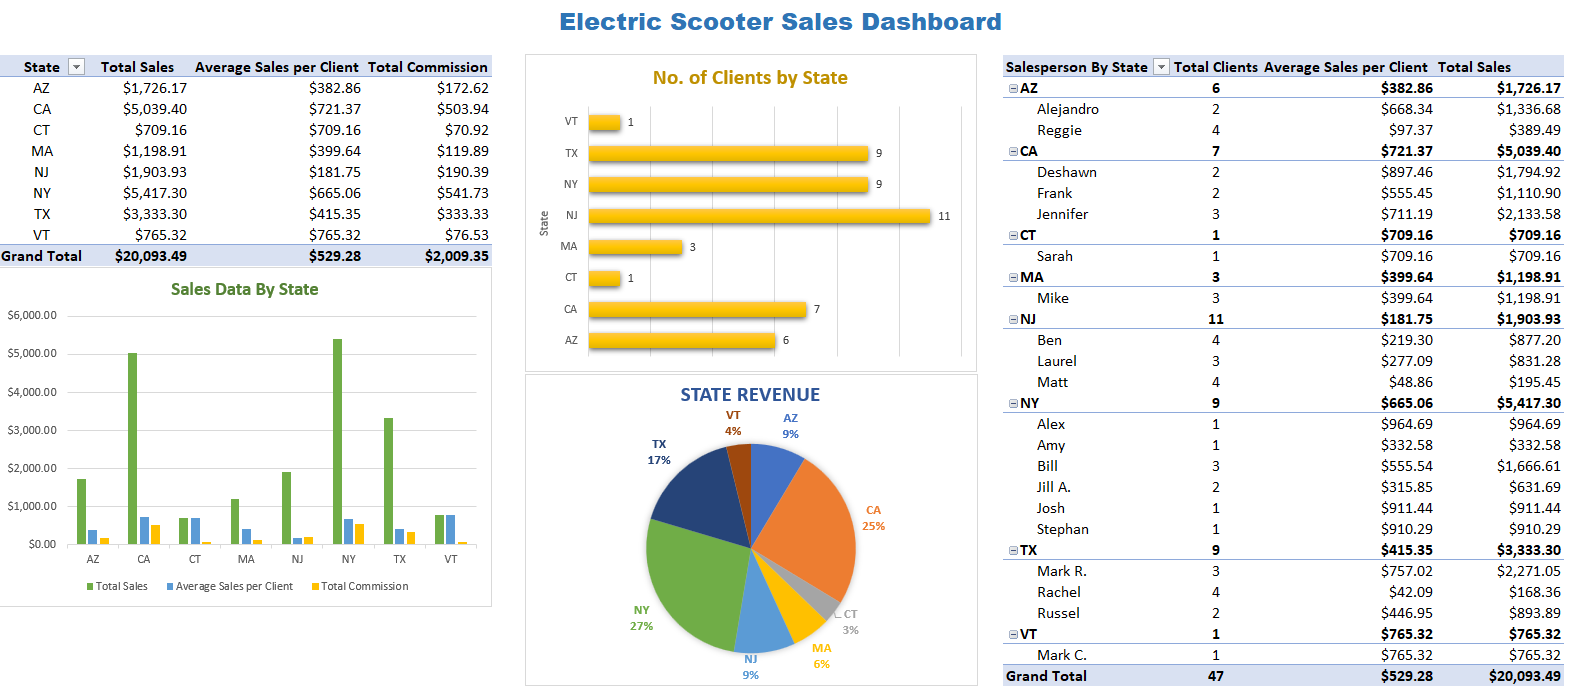 Electric Scooter Sales Dashboard
State Total Sales Average Sales per Client Total Commission
AZ $1,726.17 $382.86 $172.62
CA $5,039.40 $721.37 $503.94
CT $709.16 $709.16 $70.92
MA $1,198.91 $399.64 $119.89
NJ $1,903.93 $181.75 $190.39
NY $5,417.30 $665.06 $541.73
TX $3,333.30 $415.35 $333.33
VT $765.32 $765.32 $76.53
Grand Total $20,093.49 $529.28 $2,009.35
Sales Data By State
$6,000.00
$5,000.00
$4,000.00
$3,000.00
$2,000.00
$1,000.00
$0.00
AZ CA CT MA NJ NY TX VT
Total Sales Average Sales per Client Total Commission
No. of Clients by State
State
VT 1
TX 9
NY 9
NJ 11
MA 3
CT 1
CA 7
AZ 6
STATE REVENUE
VT
4%
AZ
9%
TX
17%
CA
25%
NY
27%
CT
3%
MA
6%
NJ
9%
Salesperson By State Total Clients Average Sales per Client Total Sales
AZ 6 $382.86 $1,726.17
Alejandro 2 $668.34 $1,336.68
Reggie 4 $97.37 $389.49
CA 7 $721.37 $5,039.40
Deshawn 2 $897.46 $1,794.92
Frank 2 $555.45 $1,110.90
Jennifer 3 $711.19 $2,133.58
CT 1 $709.16 $709.16
Sarah 1 $709.16 $709.16
MA 3 $399.64 $1,198.91
Mike 3 $399.64 $1,198.91
NJ 11 $181.75 $1,903.93
Ben 4 $219.30 $877.20
Laurel 3 $277.09 $831.28
Matt 4 $48.86 $195.45
NY 9 $665.06 $5,417.30
Alex 1 $964.69 $964.69
Amy 1 $332.58 $332.58
Bill 3 $555.54 $1,666.61
Jill A. 2 $315.85 $631.69
Josh 1 $911.44 $911.44
Stephan 1 $910.29 $910.29
TX 9 $415.35 $3,333.30
Mark R. 3 $757.02 $2,271.05
Rachel 4 $42.09 $168.36
Russel 2 $446.95 $893.89
VT 1 $765.32 $765.32
Mark C. 1 $765.32 $765.32
Grand Total 47 $529.28 $20,093.49